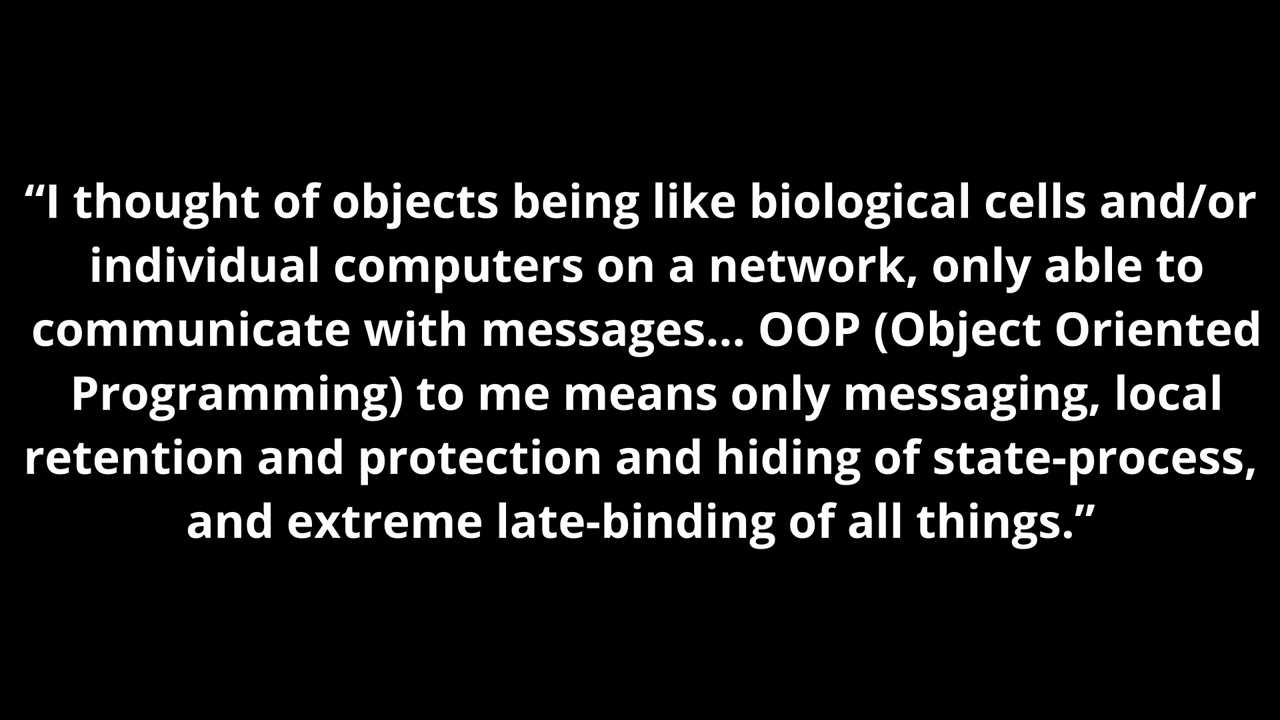 “I thought of objects being like biological cells and/or
individual computers on a network, only able to
communicate with messages... OOP (Object Oriented
Programming) to me means only messaging, local
retention and protection and hiding of state-process,
and extreme late-binding of all things.”